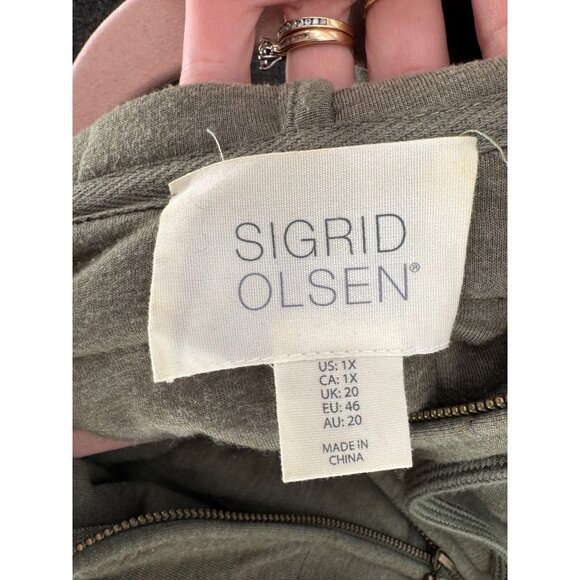 SIGRID
OLSEN®
US: 1X
CA: 1X
UK: 20
EU: 46
AU: 20
MADE IN
CHINA